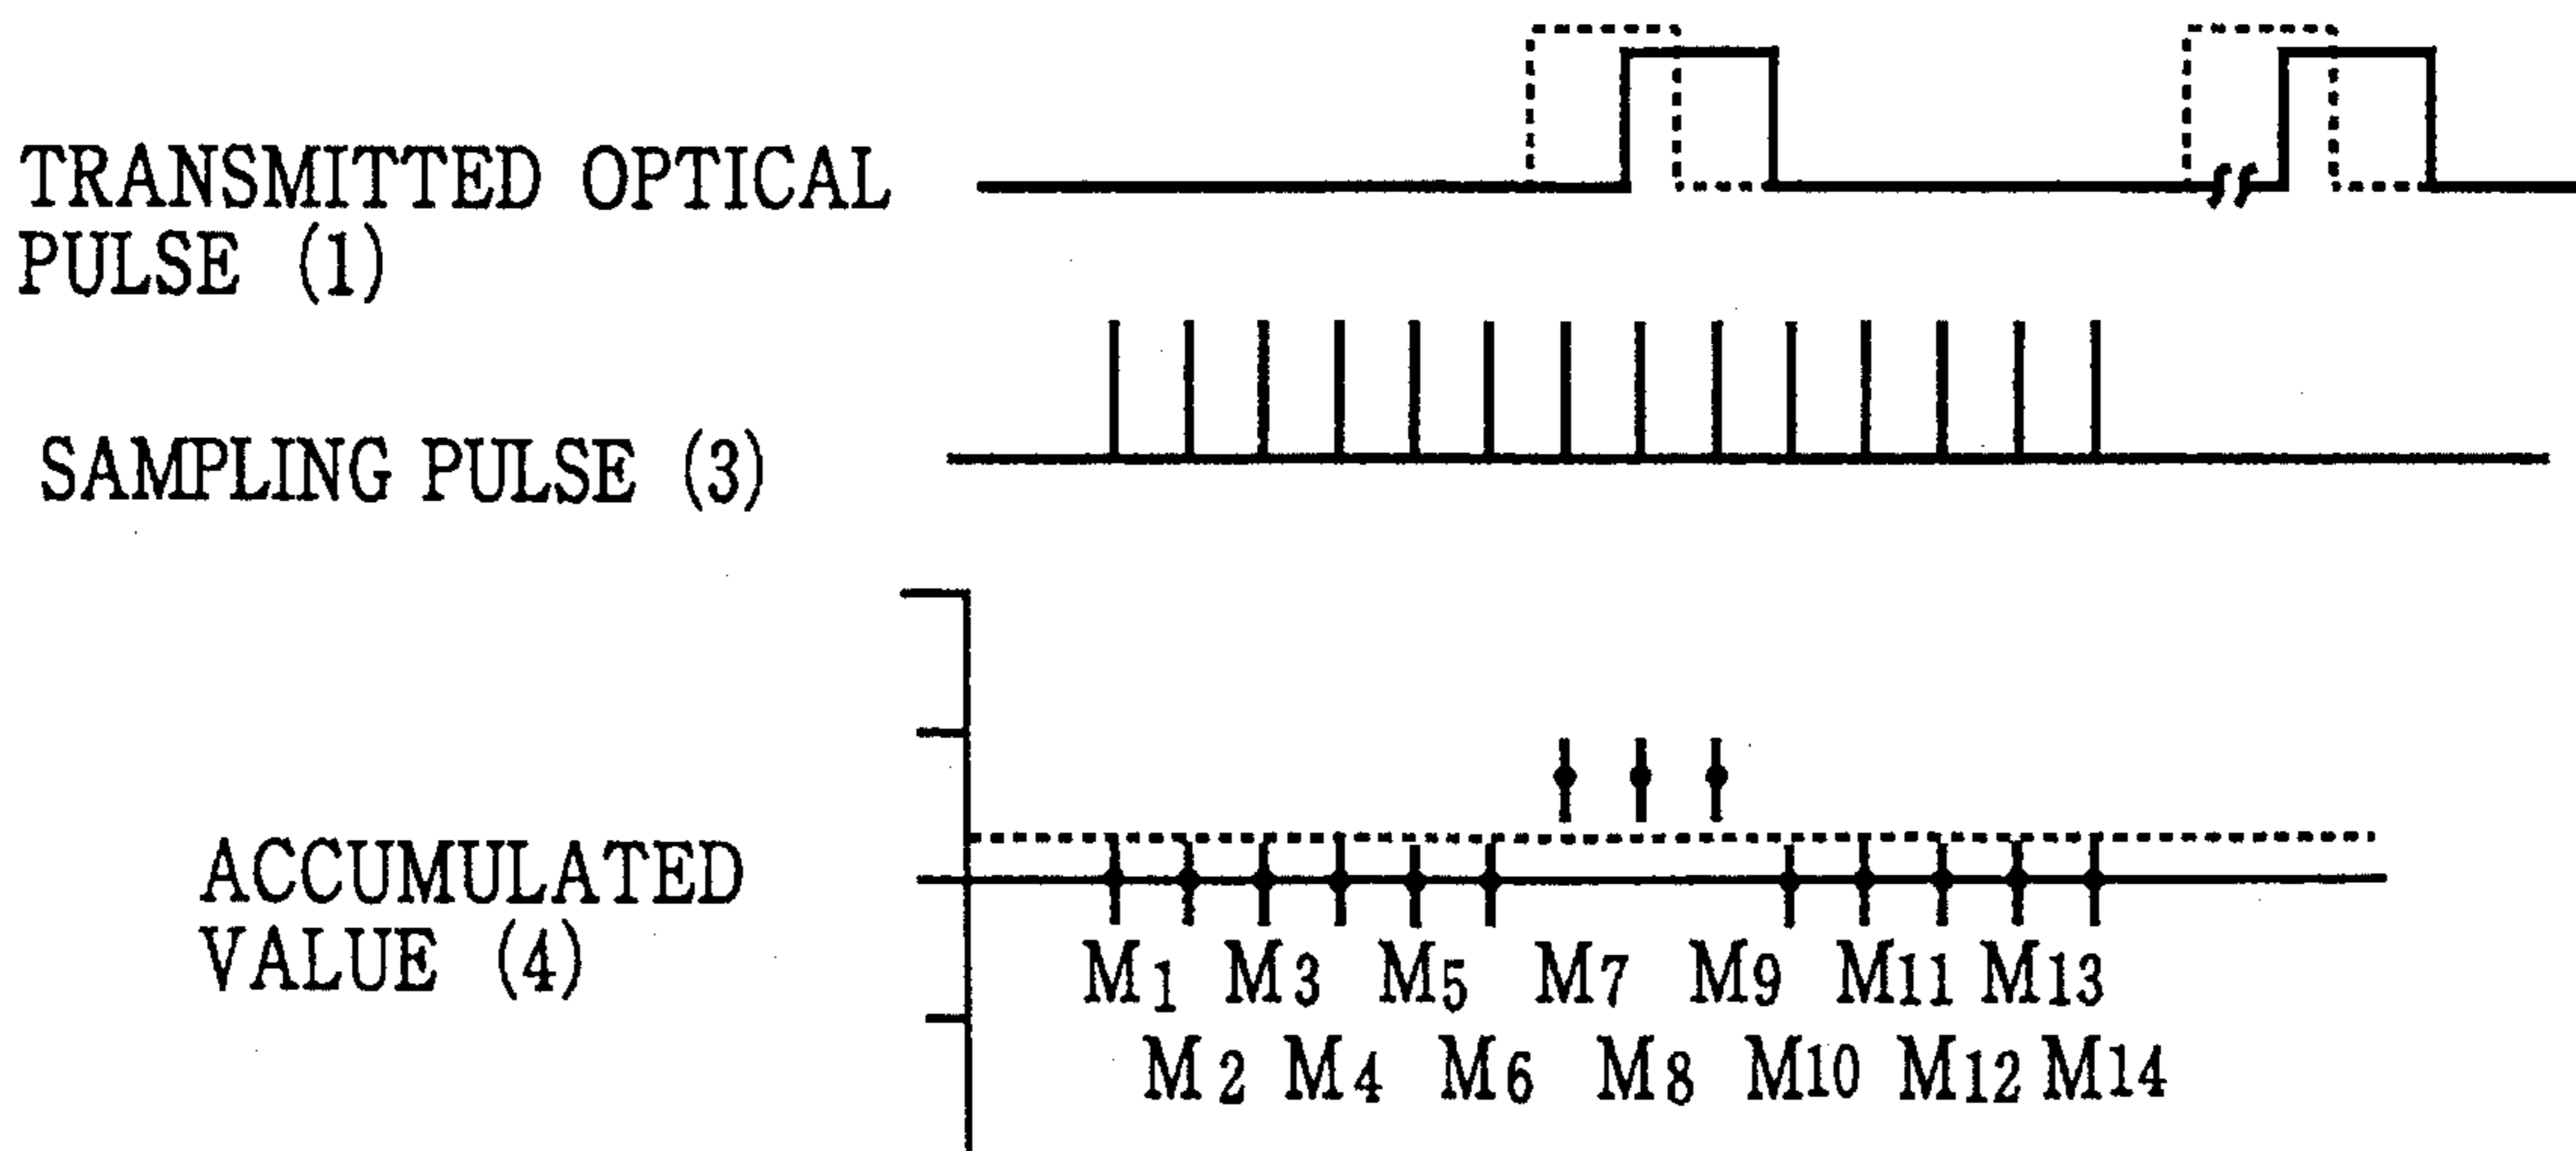 TRANSMITTED OPTICAL
PULSE (1)
SAMPLING PULSE (3)
ACCUMULATED
VALUE (4)
M1 M3 M5 M7 M9 M11 M13
M2 M4 M6 M8 M10 M12 M14